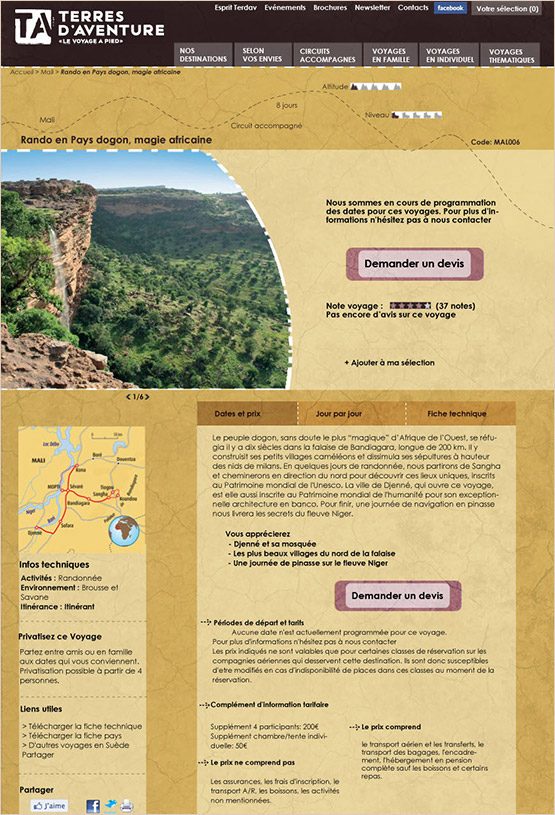 Esprit Terdav Evénements Brochures Newsletter Contacts facebook Votre sélection (0)
TA TERRES D'AVENTURE
«LE VOYAGE A PIED»
NOS DESTINATIONS
SELON VOS ENVIES
CIRCUITS ACCOMPAGNES
VOYAGES EN FAMILLE
VOYAGES EN INDIVIDUEL
VOYAGES THEMATIQUES
Accueil > Mali > Rando en Pays dogon, magie africaine
Altitude
8 jours
Mali
Niveau
Circuit accompagné
Rando en Pays dogon, magie africaine
Code: MAL006
Nous sommes en cours de programmation
des dates pour ces voyages. Pour plus d'in-
formations n'hésitez pas à nous contacter
Demander un devis
Note voyage : (37 notes)
Pas encore d'avis sur ce voyage
+ Ajouter à ma sélection
< 1/6 >
Dates et prix Jour par jour Fiche technique
Le peuple dogon, sans doute le plus "magique" d'Afrique de l'Ouest, se réfu-
gia il y a dix siècles dans la falaise de Bandiagara, longue de 200 km. Il y
construisit ses petits villages caméléons et dissimula ses sépultures à hauteur
des nids de milans. En quelques jours de randonnée, nous partirons de Sangha
et cheminerons en direction du nord pour découvrir ces lieux uniques, inscrits
au Patrimoine mondial de l'Unesco. La ville de Djenné, qui ouvre ce voyage,
est elle aussi inscrite au Patrimoine mondial de l'humanité pour son exception-
nelle architecture en banco. Pour finir, une journée de navigation en pinasse
nous livrera les secrets du fleuve Niger.
Vous apprécierez
- Djenné et sa mosquée
- Les plus beaux villages du nord de la falaise
- Une journée de pinasse sur le fleuve Niger
Demander un devis
Lac Débo
MALI
Boni
Douentza
Kona
MOPTI
Sévaré
Tiogou
Sangha
Koundou
Bandiagara
Niger
Bani
Sofara
Djenné
Infos techniques
Activités : Randonnée
Environnement : Brousse et
Savane
Itinérance : Itinérant
Privatisez ce Voyage
Partez entre amis ou en famille
aux dates qui vous conviennent.
Privatisation possible à partir de 4
personnes.
Liens utiles
> Télécharger la fiche technique
> Télécharger la fiche pays
> D'autres voyages en Suède
Partager
Partager
J'aime
Périodes de départ et tarifs
Aucune date n'est actuellement programmée pour ce voyage.
Pour plus d'informations n'hésitez pas à nous contacter
Les prix indiqués ne sont valables que pour certaines classes de réservation sur les
compagnies aériennes qui desservent cette destination. Ils sont donc susceptibles
d'etre modifiés en cas d'indisponibilité de places dans ces classes au moment de la
réservation.
Complément d'information tarifaire
Supplément 4 participants: 200€
Supplément chambre/tente indivi-
duelle: 50€
Le prix ne comprend pas
Les assurances, les frais d'inscription, le
transport A/R, les boissons, les activités
non mentionnées.
Le prix comprend
le transport aérien et les transferts, le
transport des bagages, l'encadre-
ment, l'hébergement en pension
complète sauf les boissons et certains
repas.